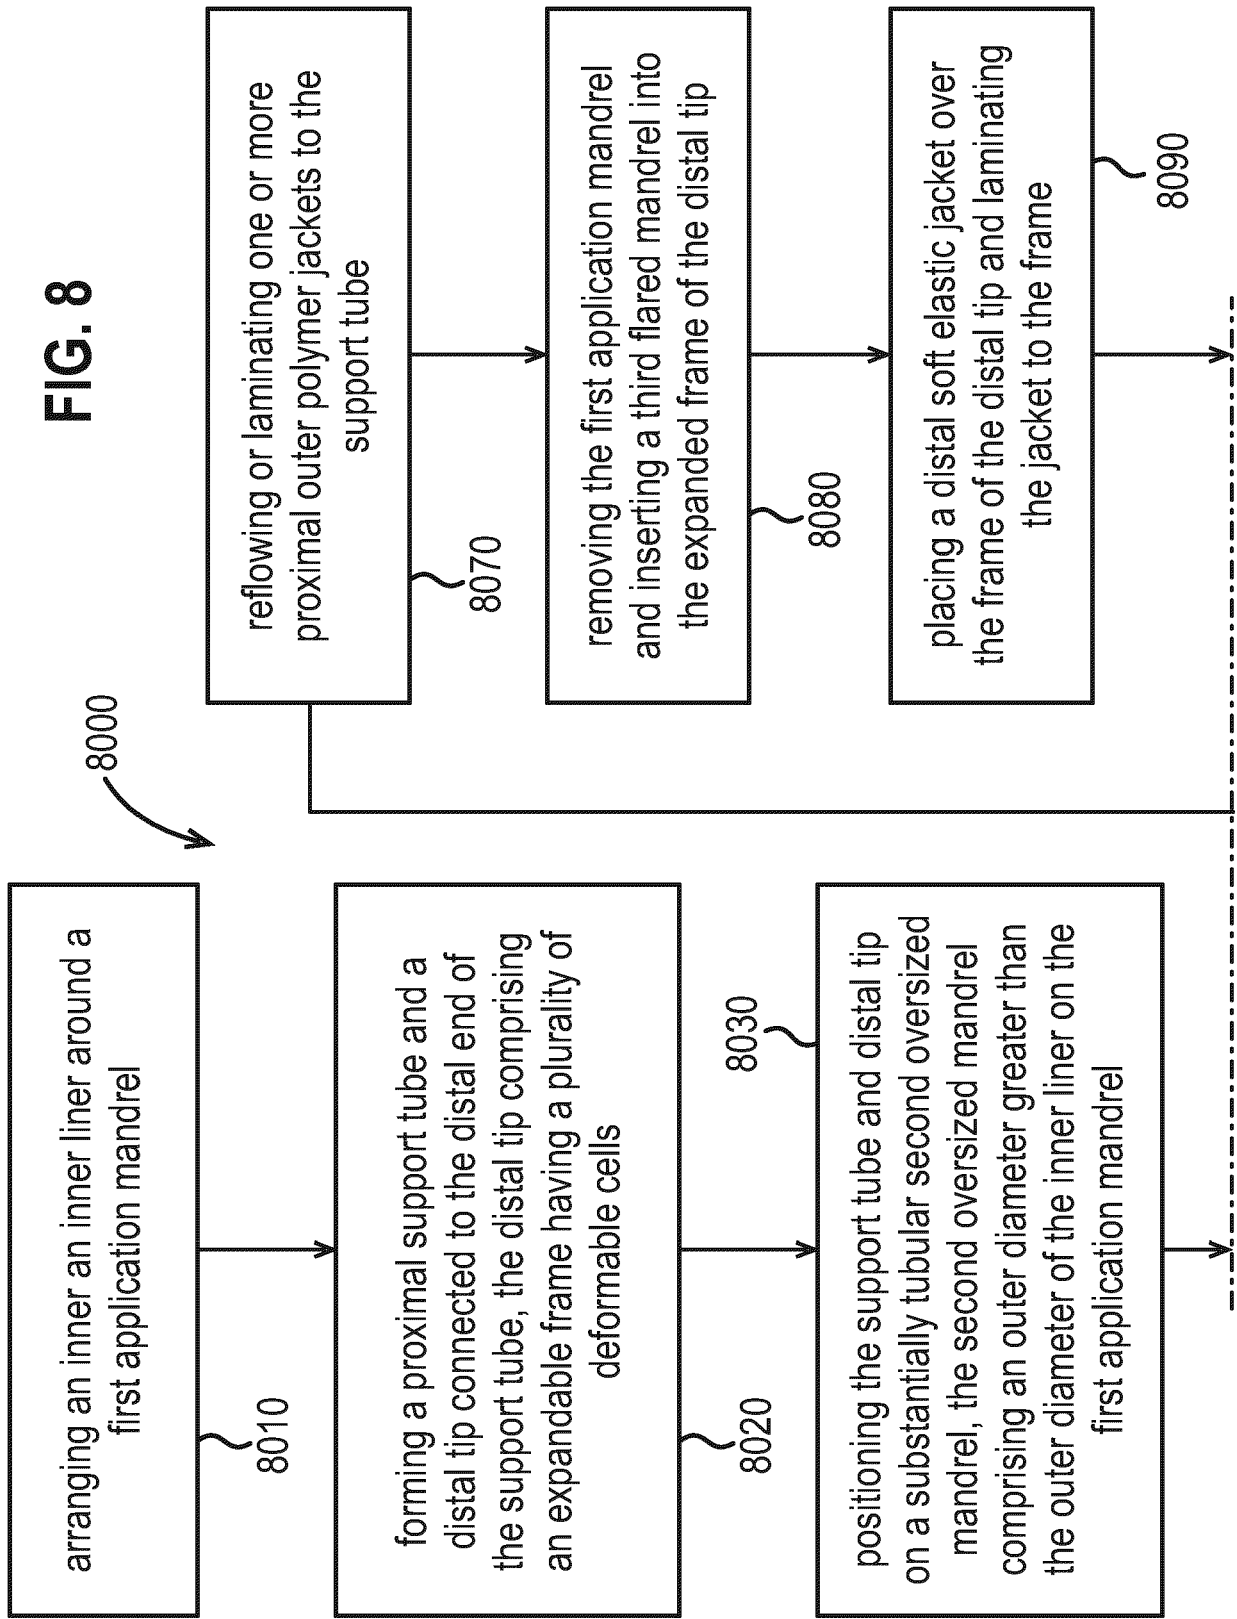 FIG. 8
8000
arranging an inner an inner liner around a
first application mandrel
8010
forming a proximal support tube and a
distal tip connected to the distal end of
the support tube, the distal tip comprising
an expandable frame having a plurality of
deformable cells
8020
8030
positioning the support tube and distal tip
on a substantially tubular second oversized
mandrel, the second oversized mandrel
comprising an outer diameter greater than
the outer diameter of the inner liner on the
first application mandrel
reflowing or laminating one or more
proximal outer polymer jackets to the
support tube
8070
removing the first application mandrel
and inserting a third flared mandrel into
the expanded frame of the distal tip
8080
placing a distal soft elastic jacket over
the frame of the distal tip and laminating
the jacket to the frame
8090